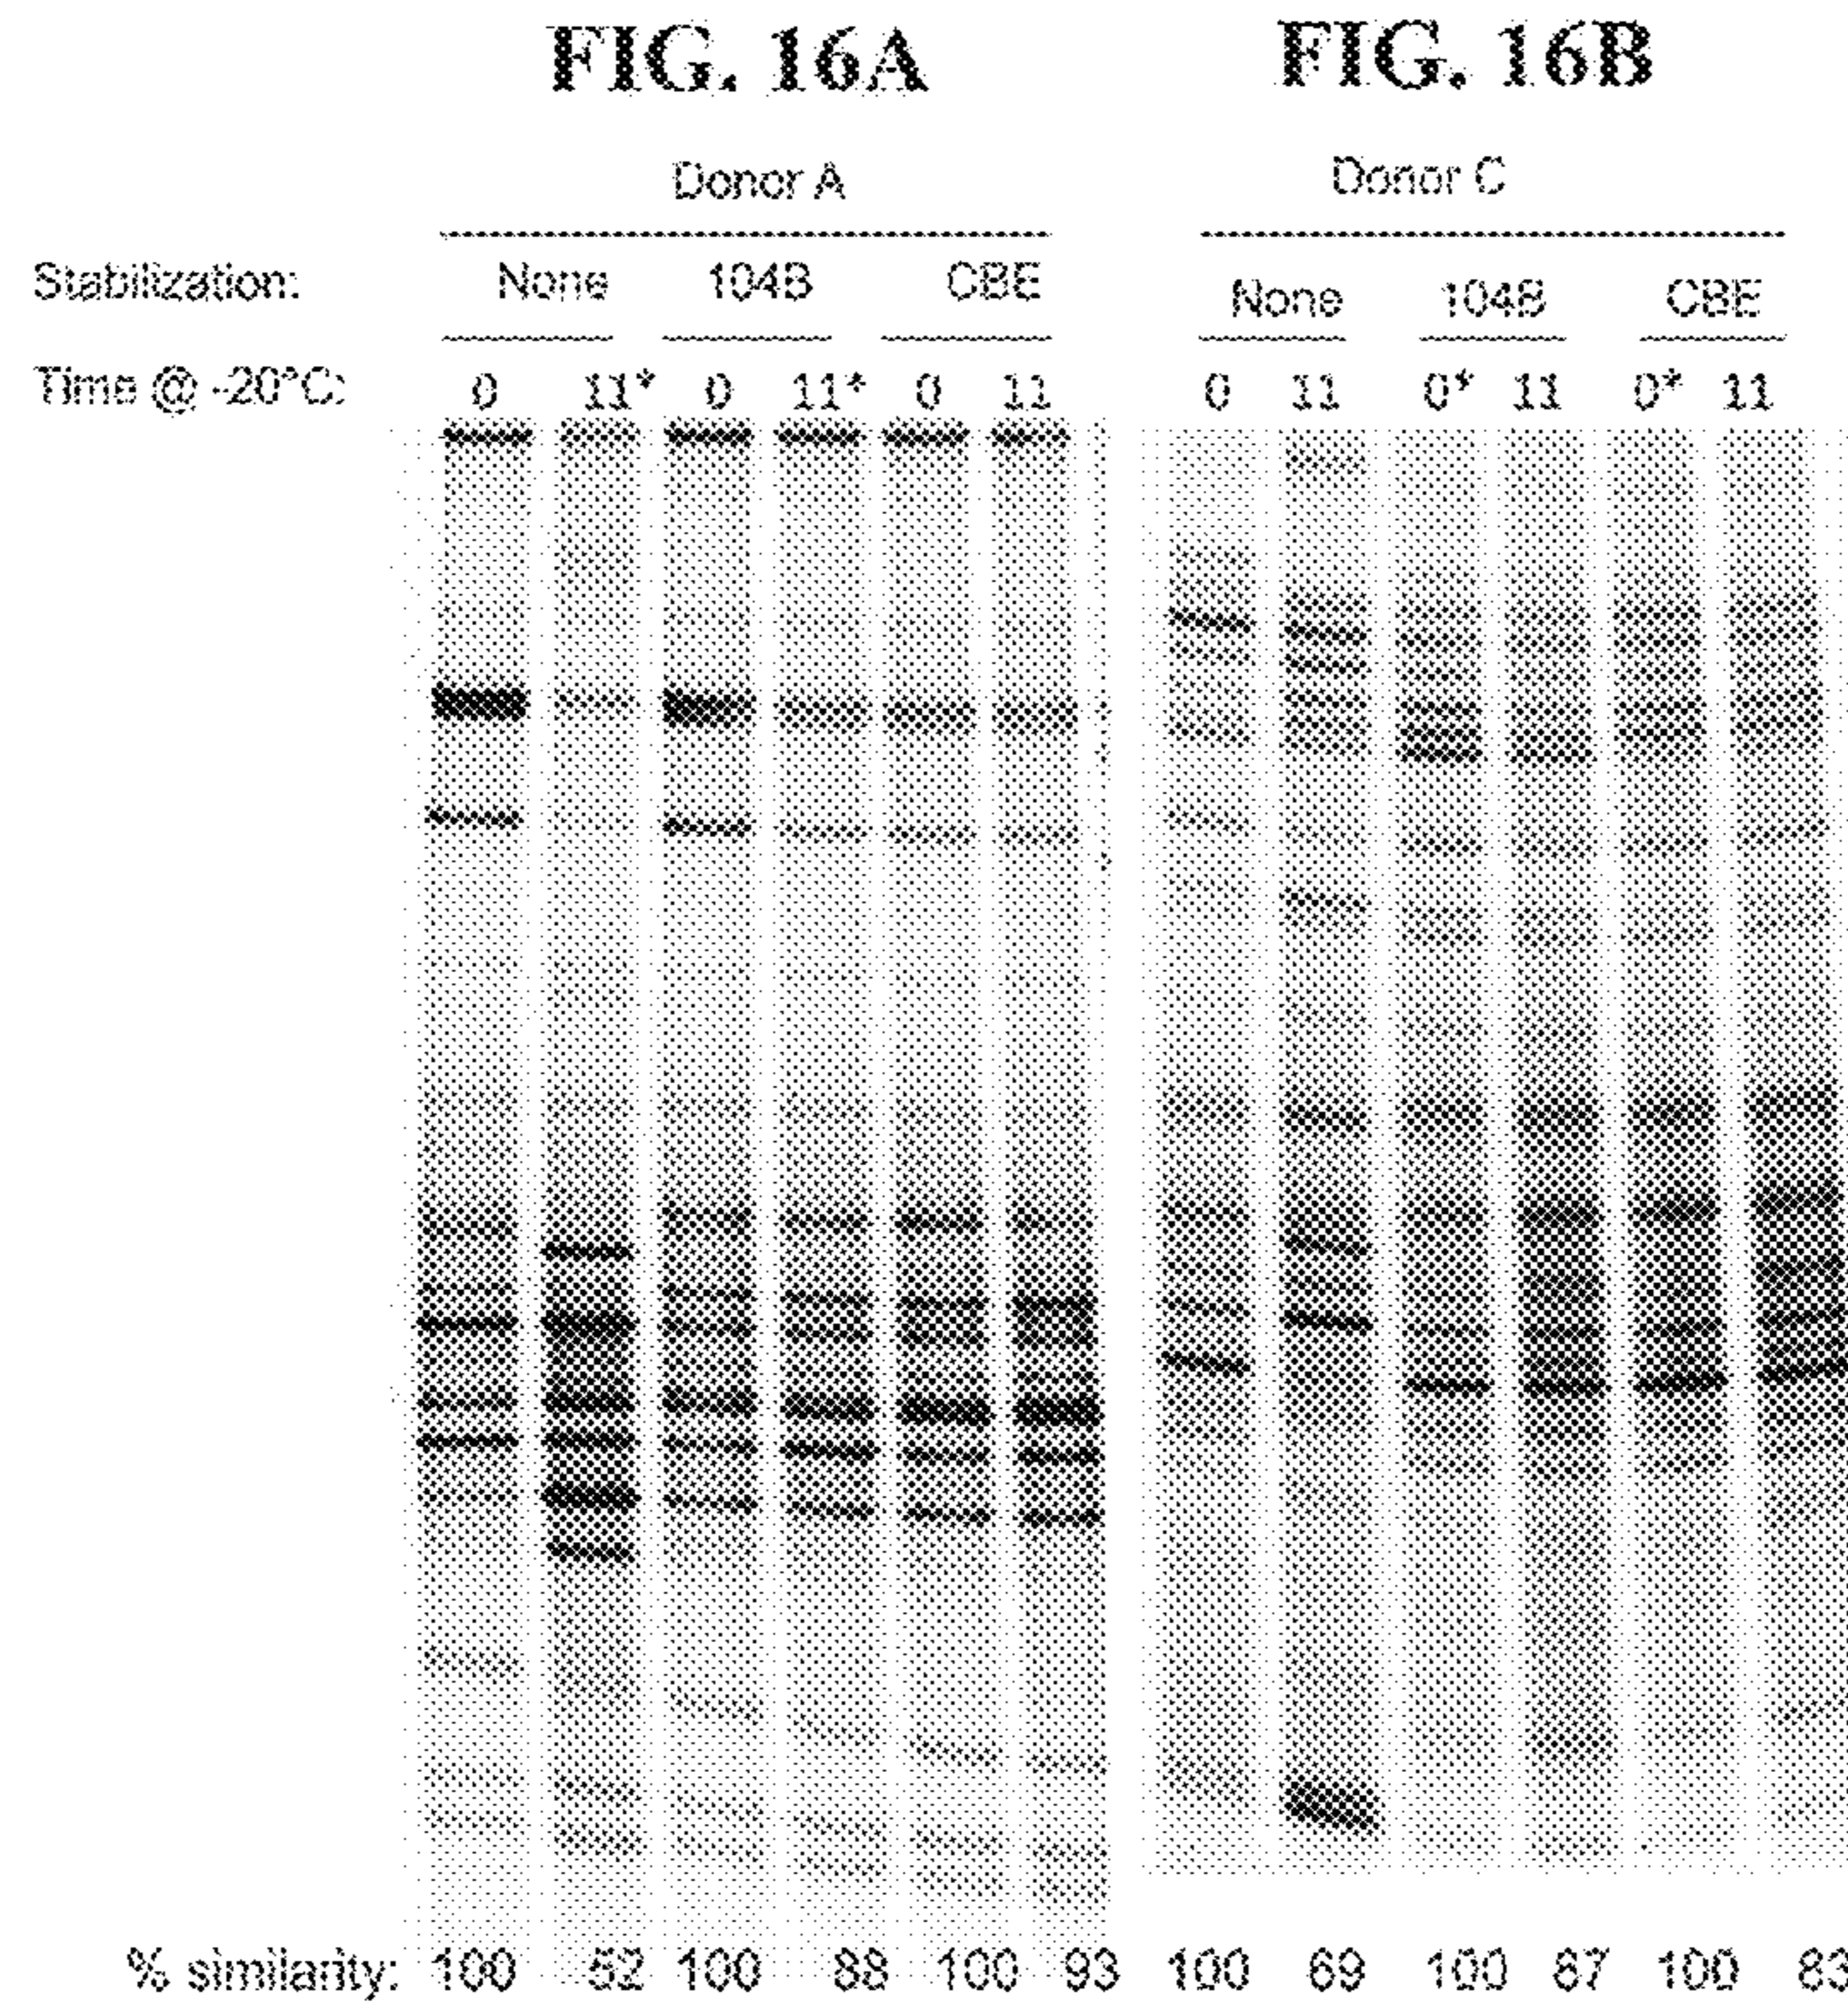 FIG. 16A FIG. 16B
Donor A Donor C
Stabilization: None 104B CBE None 104B CBE
Time @ -20°C: 0 11* 0 11* 0 11 0 11 0* 11 0* 11
% similarity: 100 52 100 88 100 93 100 69 100 87 100 83